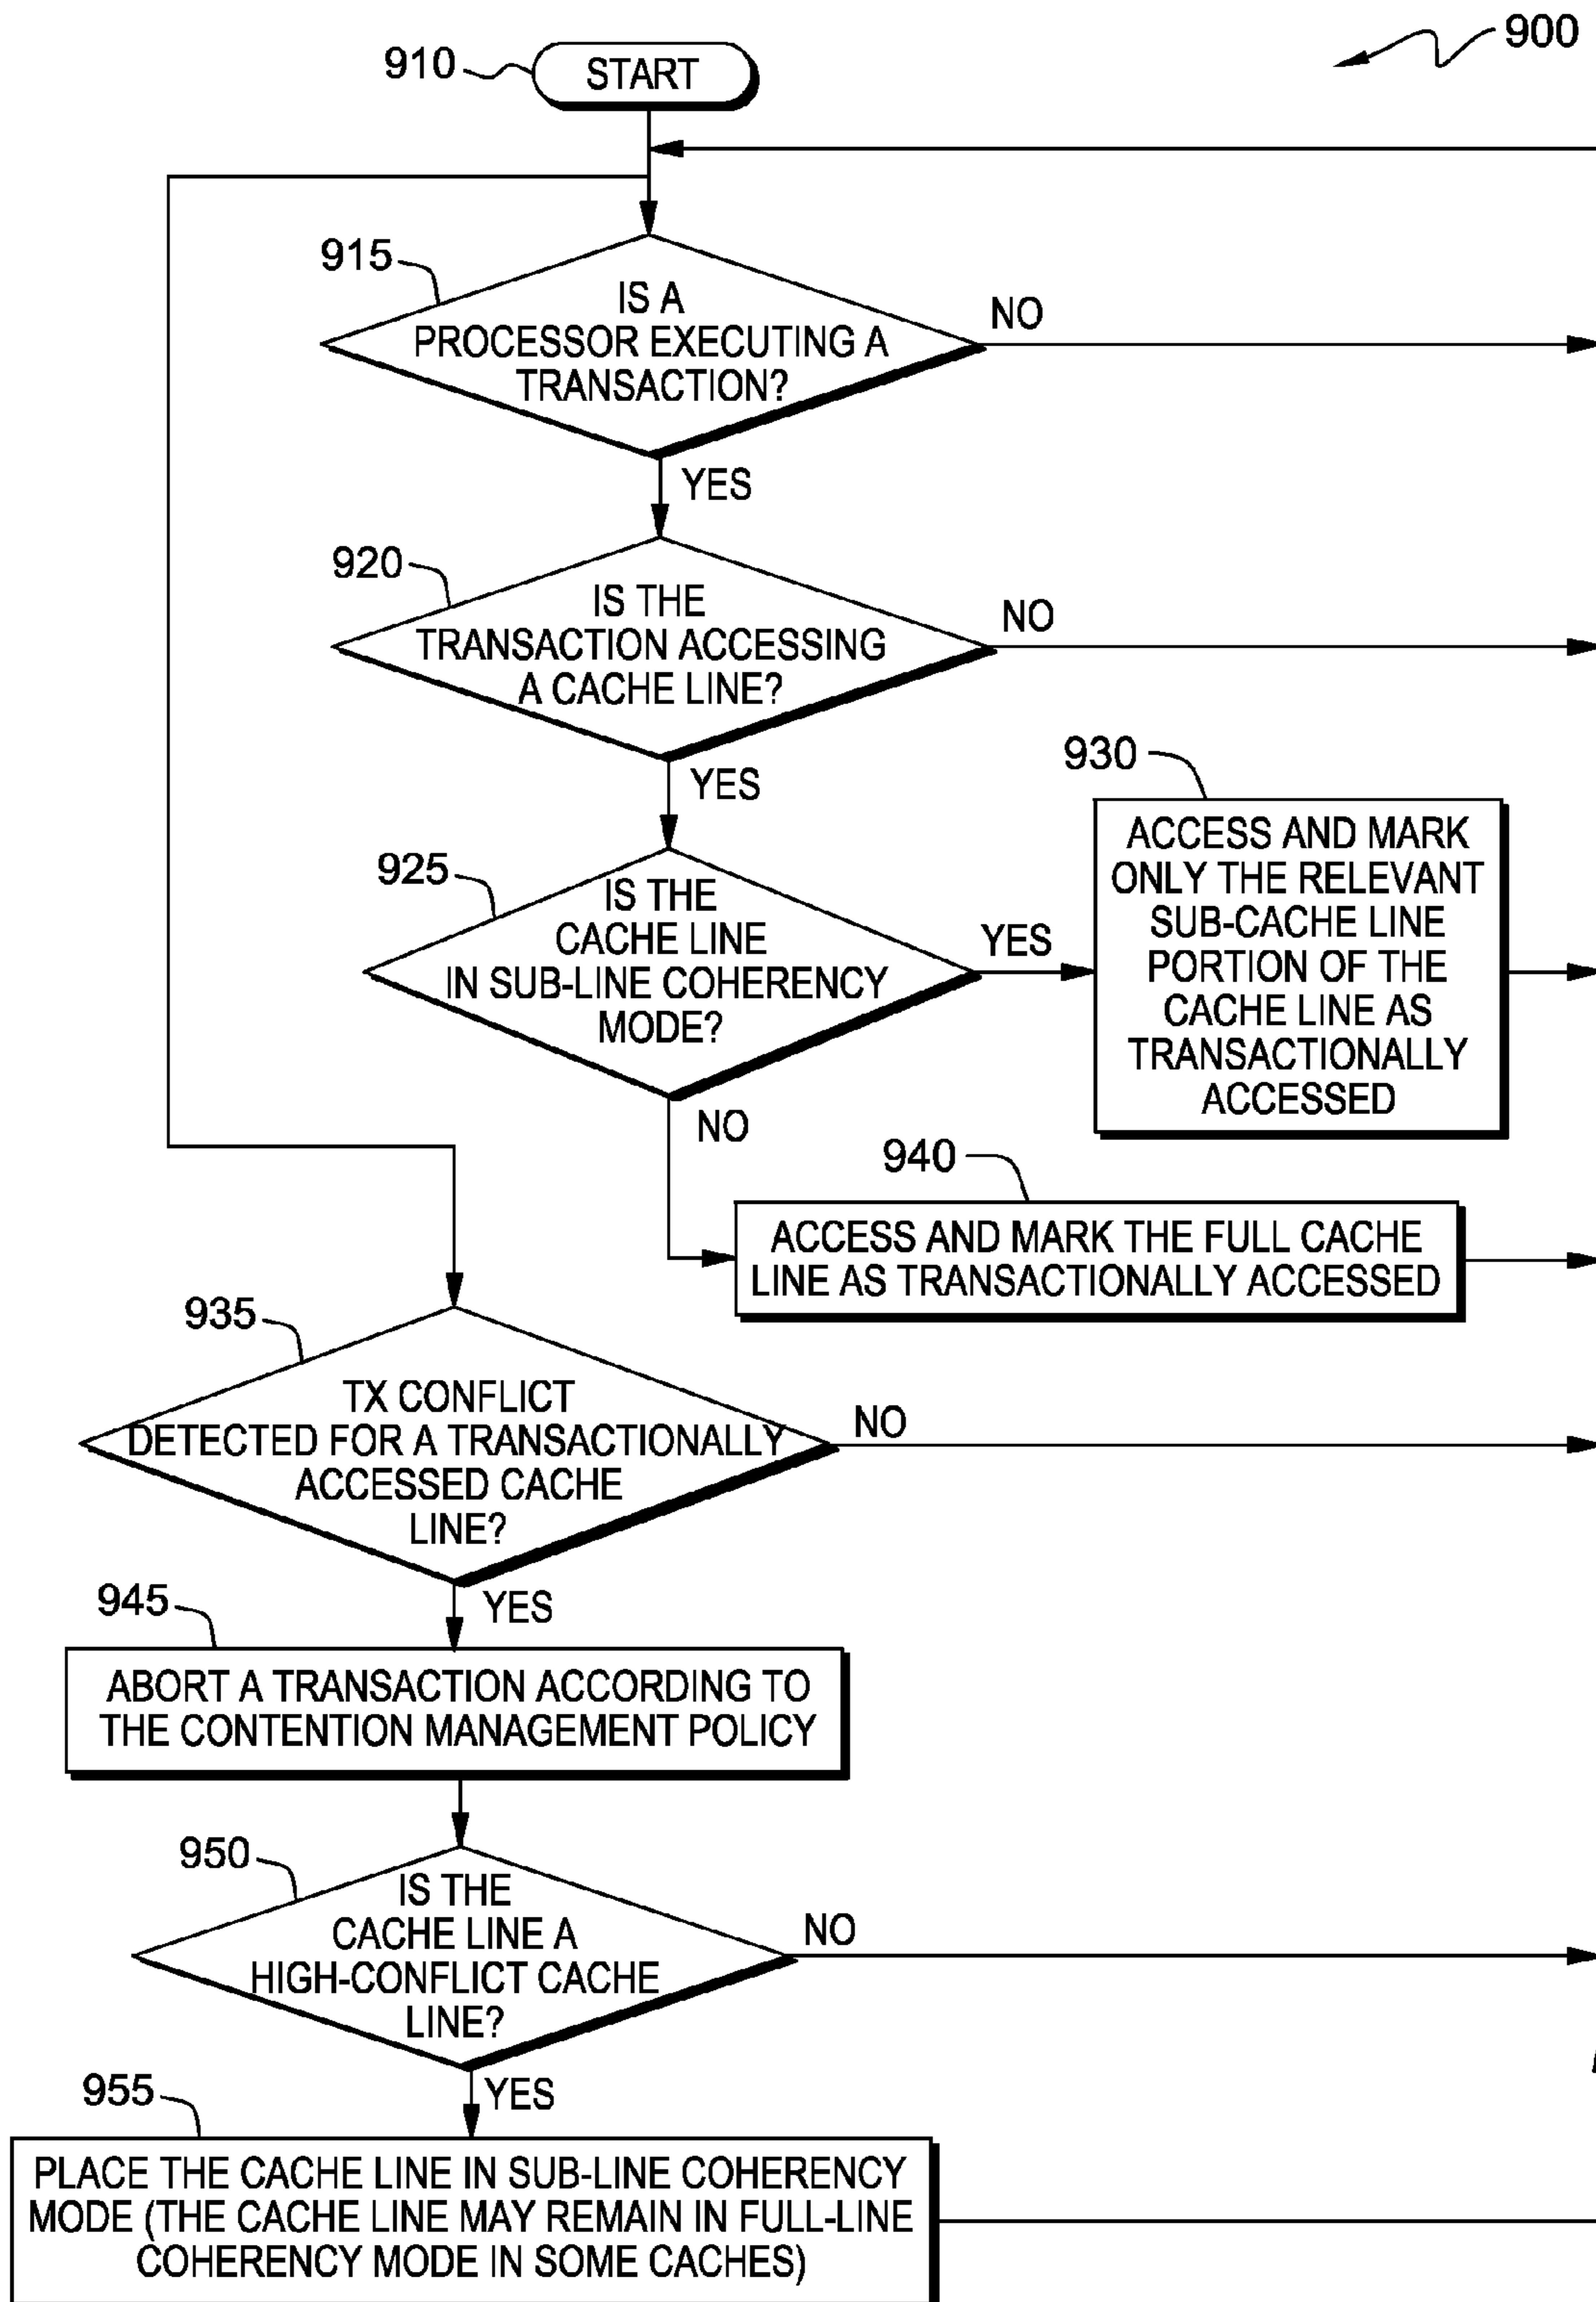 900
910
START
915
IS A
PROCESSOR EXECUTING A
TRANSACTION?
NO
YES
920
IS THE
TRANSACTION ACCESSING
A CACHE LINE?
NO
YES
925
IS THE
CACHE LINE
IN SUB-LINE COHERENCY
MODE?
YES
NO
930
ACCESS AND MARK
ONLY THE RELEVANT
SUB-CACHE LINE
PORTION OF THE
CACHE LINE AS
TRANSACTIONALLY
ACCESSED
940
ACCESS AND MARK THE FULL CACHE
LINE AS TRANSACTIONALLY ACCESSED
935
TX CONFLICT
DETECTED FOR A TRANSACTIONALLY
ACCESSED CACHE
LINE?
NO
YES
945
ABORT A TRANSACTION ACCORDING TO
THE CONTENTION MANAGEMENT POLICY
950
IS THE
CACHE LINE A
HIGH-CONFLICT CACHE
LINE?
NO
YES
955
PLACE THE CACHE LINE IN SUB-LINE COHERENCY
MODE (THE CACHE LINE MAY REMAIN IN FULL-LINE
COHERENCY MODE IN SOME CACHES)